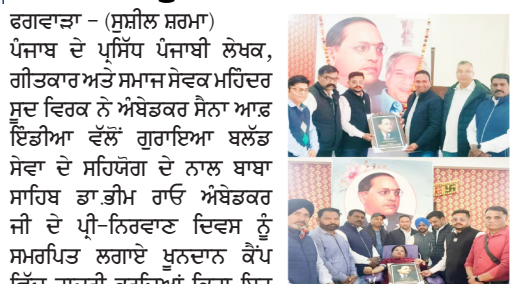 ਫਗਵਾੜਾ - (ਸੁਸ਼ੀਲ ਸ਼ਰਮਾ)
ਪੰਜਾਬ ਦੇ ਪ੍ਰਸਿੱਧ ਪੰਜਾਬੀ ਲੇਖਕ,
ਗੀਤਕਾਰ ਅਤੇ ਸਮਾਜ ਸੇਵਕ ਮਹਿੰਦਰ
ਸੂਦ ਵਿਰਕ ਨੇ ਅੰਬੇਡਕਰ ਸੈਨਾ ਆਫ਼
ਇੰਡੀਆ ਵੱਲੋਂ ਗੁਰਾਇਆ ਬਲੱਡ
ਸੇਵਾ ਦੇ ਸਹਿਯੋਗ ਦੇ ਨਾਲ ਬਾਬਾ
ਸਾਹਿਬ ਡਾ.ਭੀਮ ਰਾਓ ਅੰਬੇਡਕਰ
ਜੀ ਦੇ ਪ੍ਰੀ-ਨਿਰਵਾਣ ਦਿਵਸ ਨੂੰ
ਸਮਰਪਿਤ ਲਗਾਏ ਖੂਨਦਾਨ ਕੈਂਪ